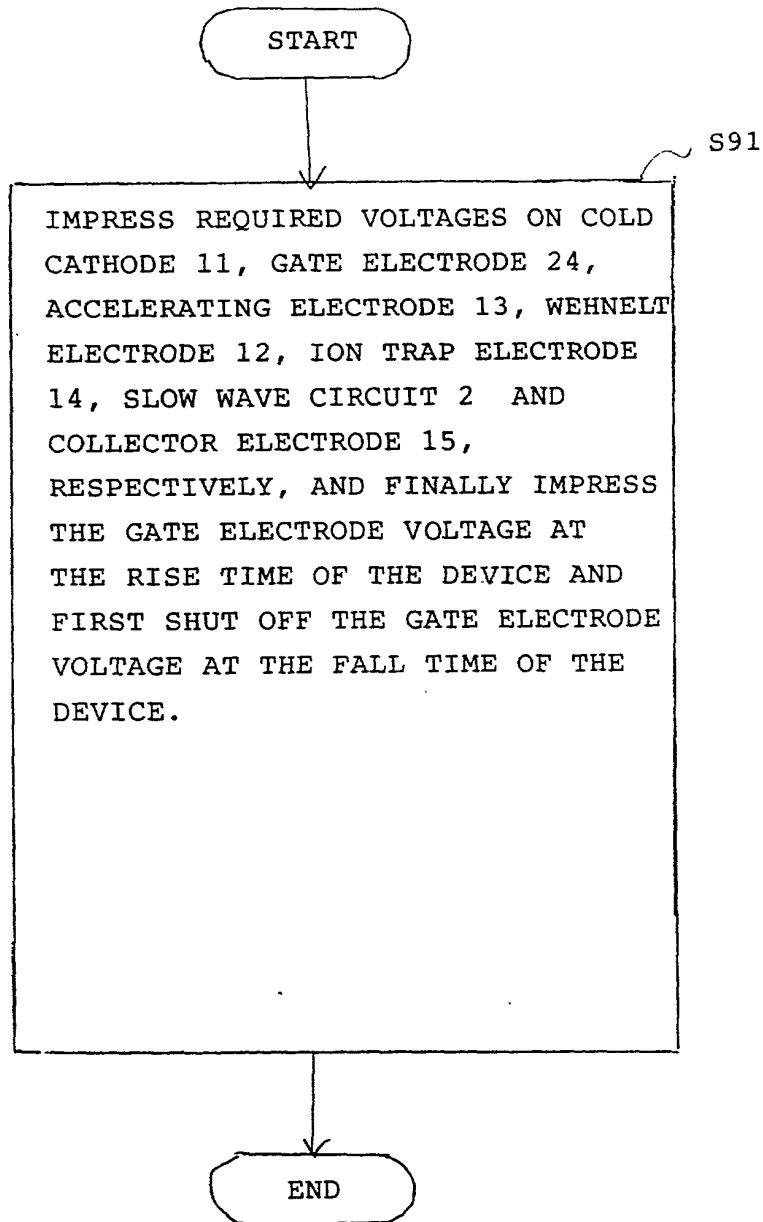 START
S91
IMPRESS REQUIRED VOLTAGES ON COLD
CATHODE 11, GATE ELECTRODE 24,
ACCELERATING ELECTRODE 13, WEHNELT
ELECTRODE 12, ION TRAP ELECTRODE
14, SLOW WAVE CIRCUIT 2 AND
COLLECTOR ELECTRODE 15,
RESPECTIVELY, AND FINALLY IMPRESS
THE GATE ELECTRODE VOLTAGE AT
THE RISE TIME OF THE DEVICE AND
FIRST SHUT OFF THE GATE ELECTRODE
VOLTAGE AT THE FALL TIME OF THE
DEVICE.
END